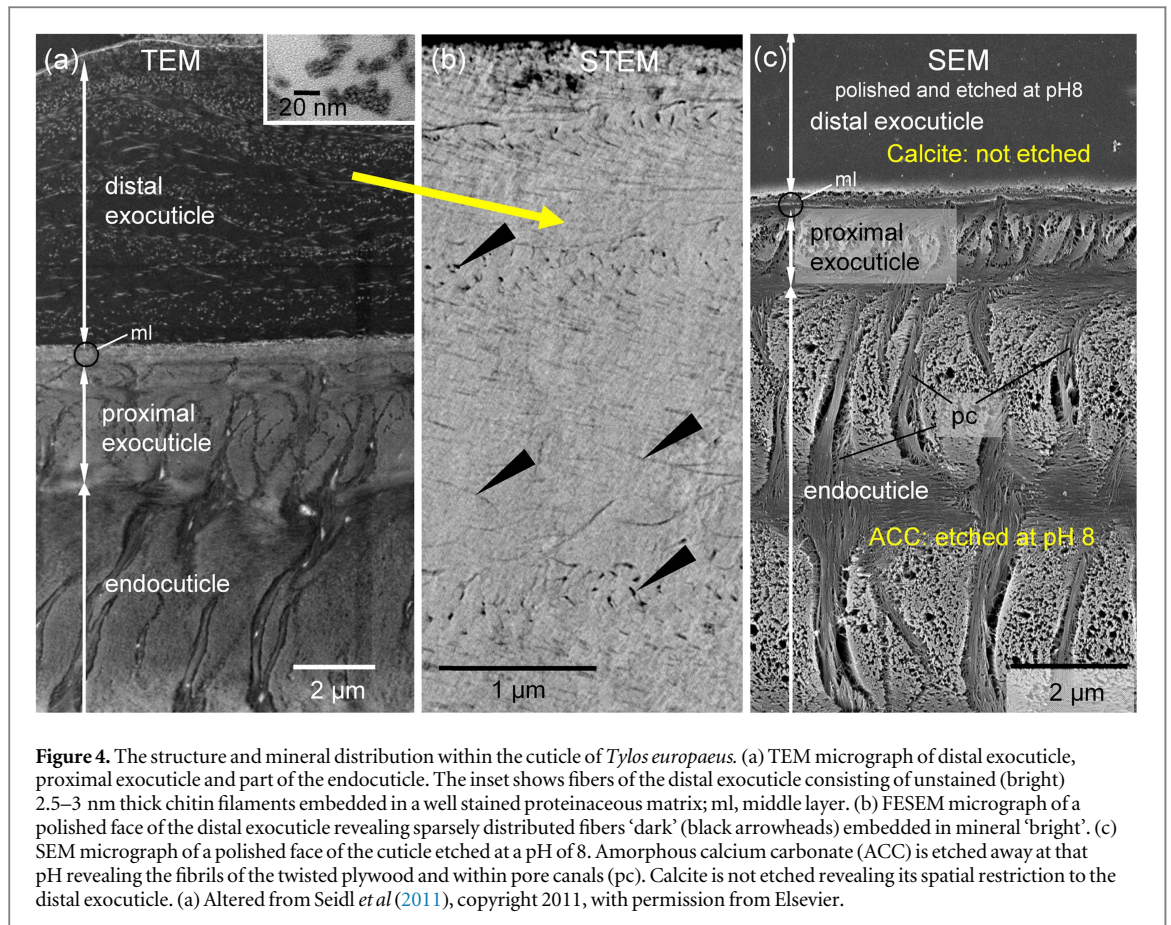 (a)
TEM
20 nm
distal
exocuticle
ml
proximal
exocuticle
endocuticle
2 µm
(b)
STEM
1 µm
(c)
SEM
polished and etched at pH8
distal exocuticle
Calcite: not etched
ml
proximal
exocuticle
pc
endocuticle
ACC: etched at pH 8
2 µm
Figure 4. The structure and mineral distribution within the cuticle of Tylos europaeus. (a) TEM micrograph of distal exocuticle,
proximal exocuticle and part of the endocuticle. The inset shows fibers of the distal exocuticle consisting of unstained (bright)
2.5–3 nm thick chitin filaments embedded in a well stained proteinaceous matrix; ml, middle layer. (b) FESEM micrograph of a
polished face of the distal exocuticle revealing sparsely distributed fibers ‘dark’ (black arrowheads) embedded in mineral ‘bright’. (c)
SEM micrograph of a polished face of the cuticle etched at a pH of 8. Amorphous calcium carbonate (ACC) is etched away at that
pH revealing the fibrils of the twisted plywood and within pore canals (pc). Calcite is not etched revealing its spatial restriction to the
distal exocuticle. (a) Altered from Seidl et al (2011), copyright 2011, with permission from Elsevier.